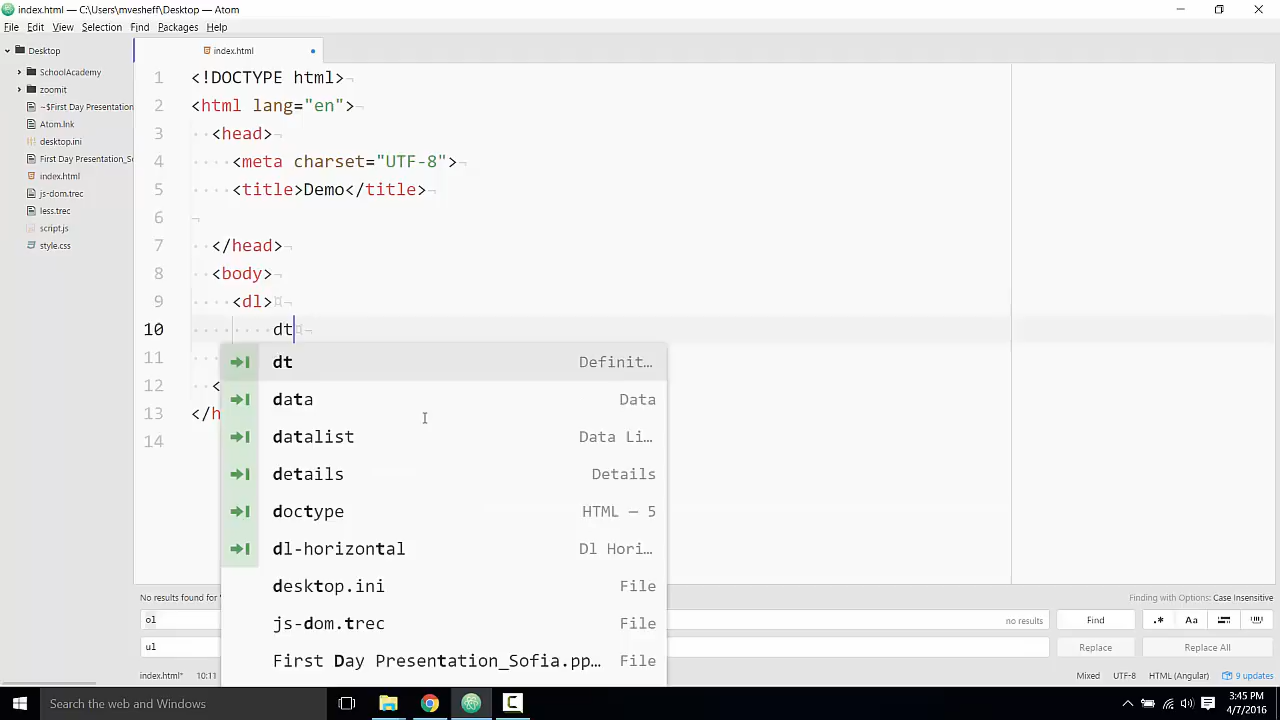 index.html — C:\Users\mvesheff\Desktop — Atom
File Edit View Selection Find Packages Help
Desktop
SchoolAcademy
zoomit
~$First Day Presentation
Atom.lnk
desktop.ini
First Day Presentation_S
index.html
js-dom.trec
less.trec
script.js
style.css
index.html
1 <!DOCTYPE html>
2 <html lang="en">
3 <head>
4 <meta charset="UTF-8">
5 <title>Demo</title>
6
7 </head>
8 <body>
9 <dl>
10 dt
11
12 <
13 </h
14
dt Definit…
data Data
datalist Data Li…
details Details
doctype HTML — 5
dl-horizontal Dl Hori…
desktop.ini File
js-dom.trec File
First Day Presentation_Sofia.pp… File
No results found for '
Finding with Options: Case Insensitive
ol no results Find .* Aa
ul Replace Replace All
index.html* 10:11 Mixed UTF-8 HTML (Angular) 9 updates
Search the web and Windows
3:45 PM
4/7/2016